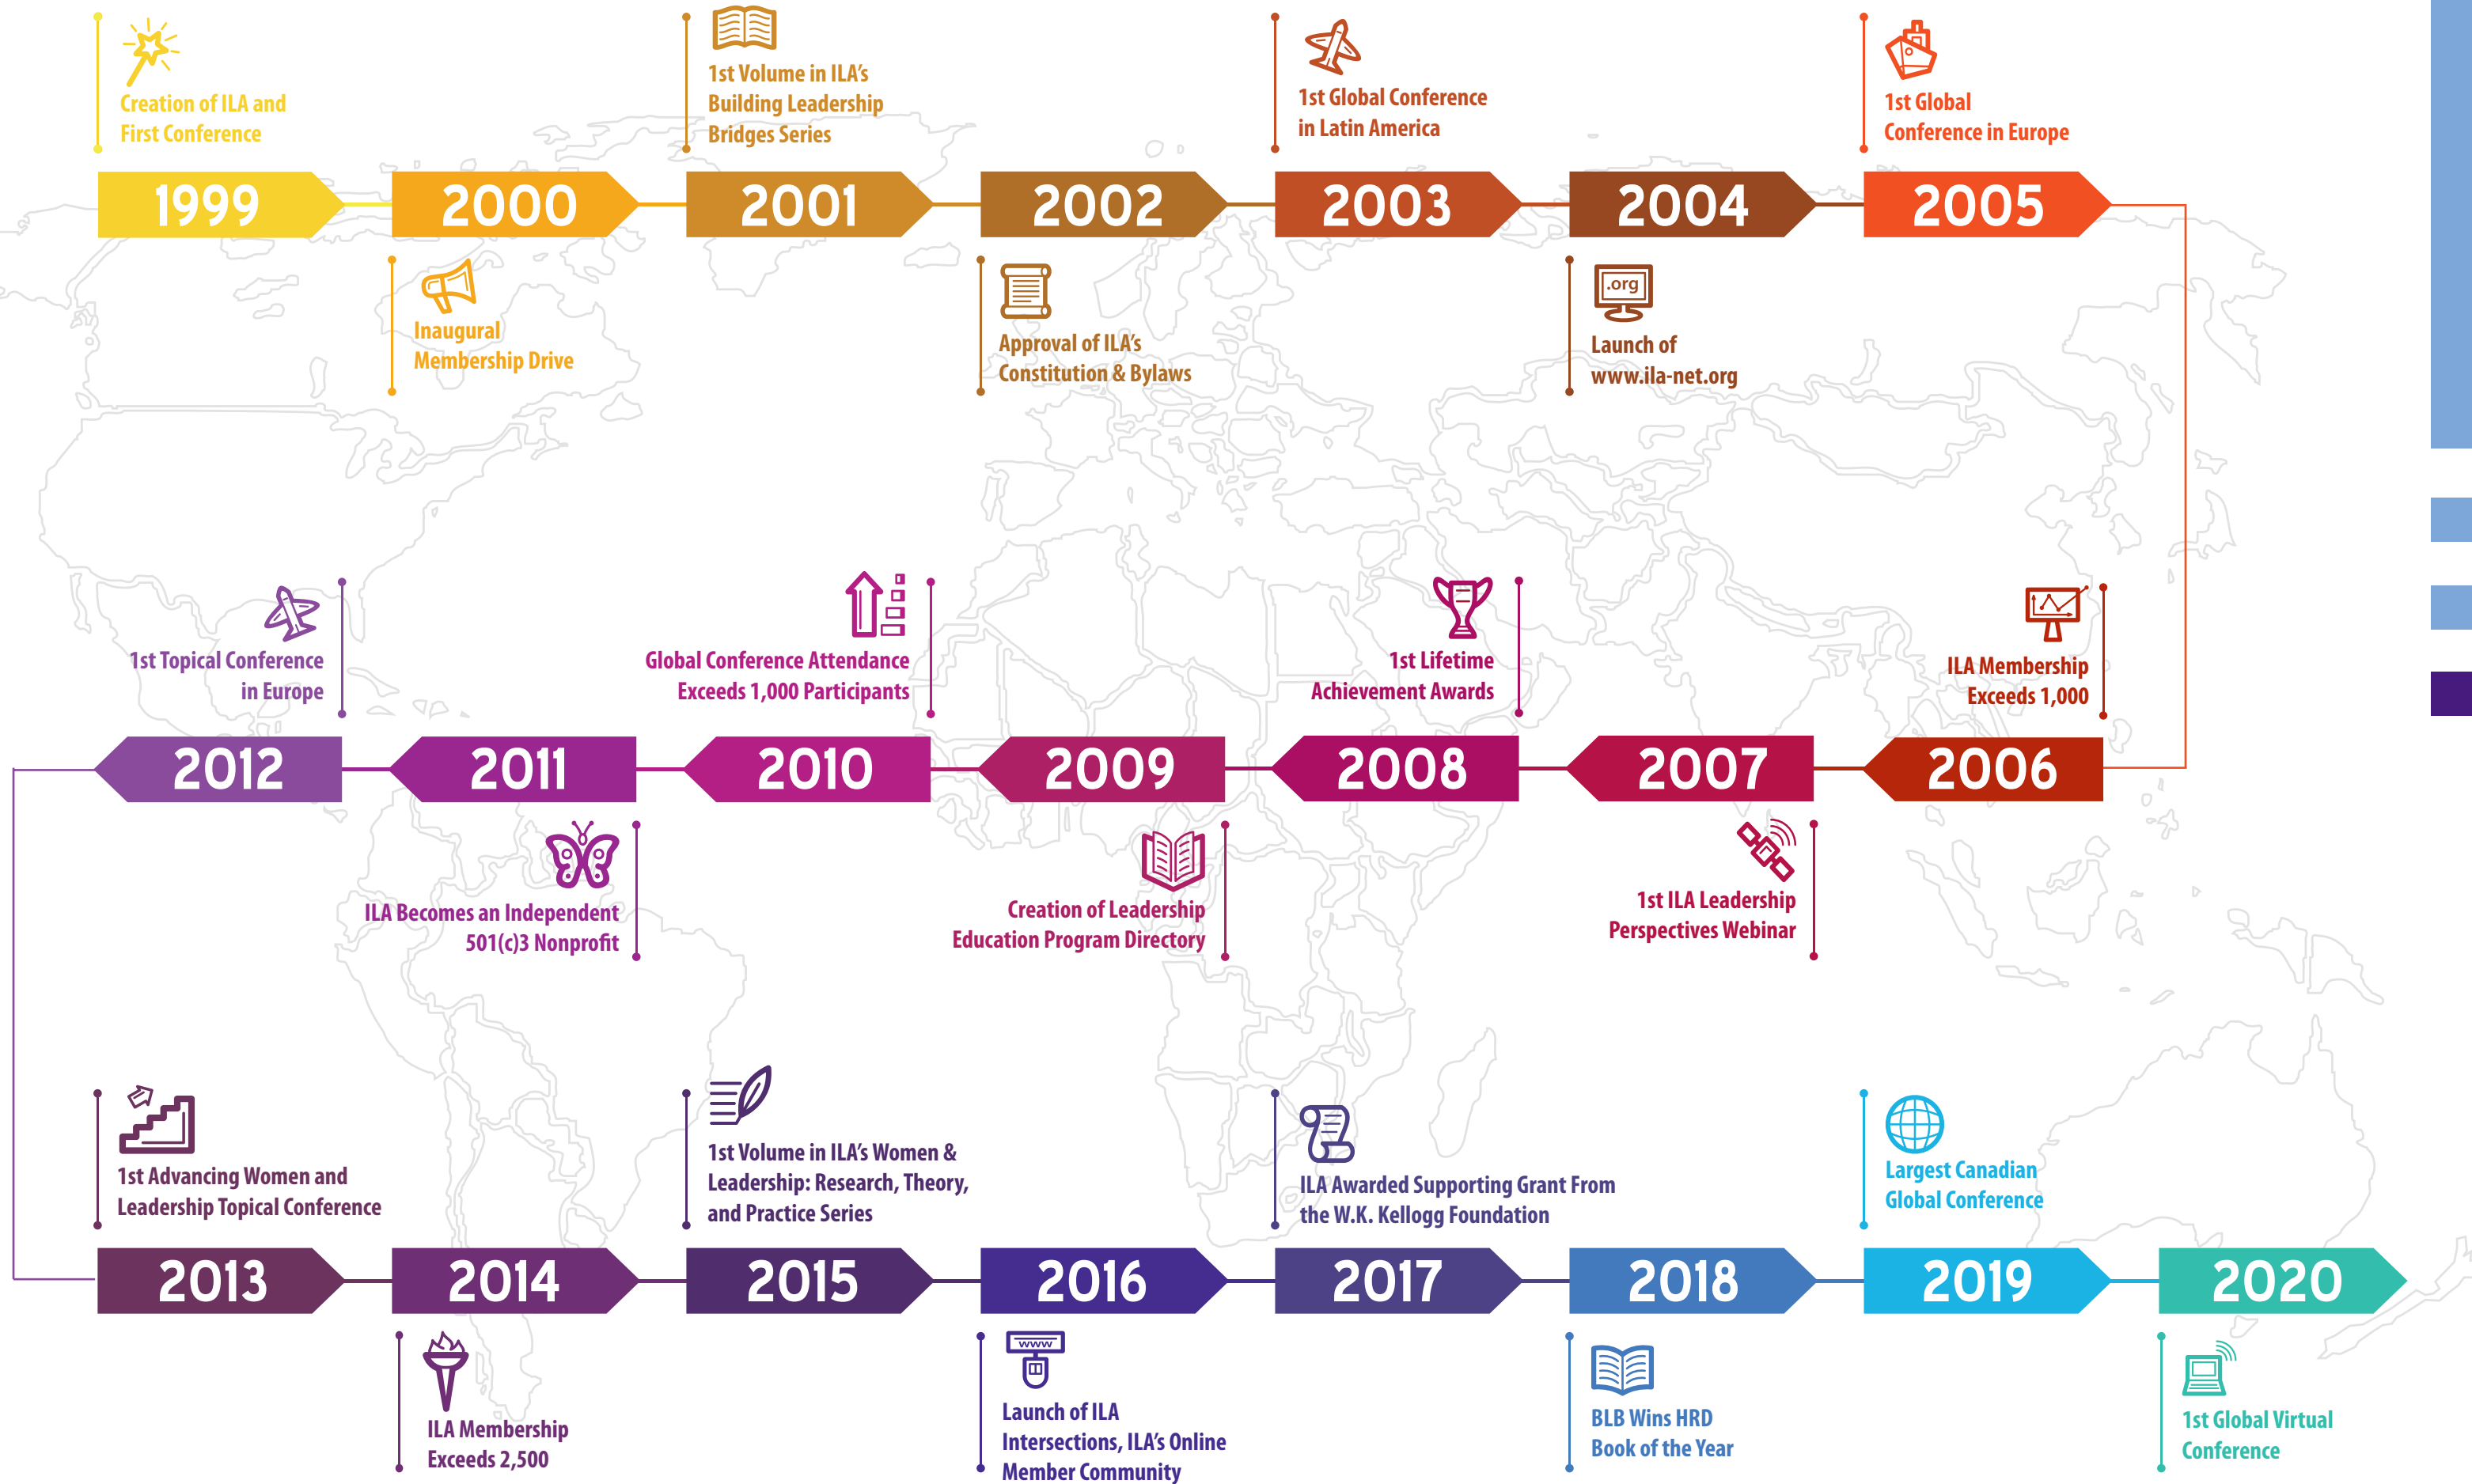 Creation of ILA and
First Conference
1st Volume in ILA’s
Building Leadership
Bridges Series
1st Global Conference
in Latin America
1st Global
Conference in Europe
1999
2000
2001
2002
2003
2004
2005
Inaugural
Membership Drive
Approval of ILA’s
Constitution & Bylaws
.org
Launch of
www.ila-net.org
1st Topical Conference
in Europe
Global Conference Attendance
Exceeds 1,000 Participants
1st Lifetime
Achievement Awards
ILA Membership
Exceeds 1,000
2012
2011
2010
2009
2008
2007
2006
ILA Becomes an Independent
501(c)3 Nonprofit
Creation of Leadership
Education Program Directory
1st ILA Leadership
Perspectives Webinar
1st Advancing Women and
Leadership Topical Conference
1st Volume in ILA’s Women &
Leadership: Research, Theory,
and Practice Series
ILA Awarded Supporting Grant From
the W.K. Kellogg Foundation
Largest Canadian
Global Conference
2013
2014
2015
2016
2017
2018
2019
2020
ILA Membership
Exceeds 2,500
www
Launch of ILA
Intersections, ILA’s Online
Member Community
BLB Wins HRD
Book of the Year
1st Global Virtual
Conference